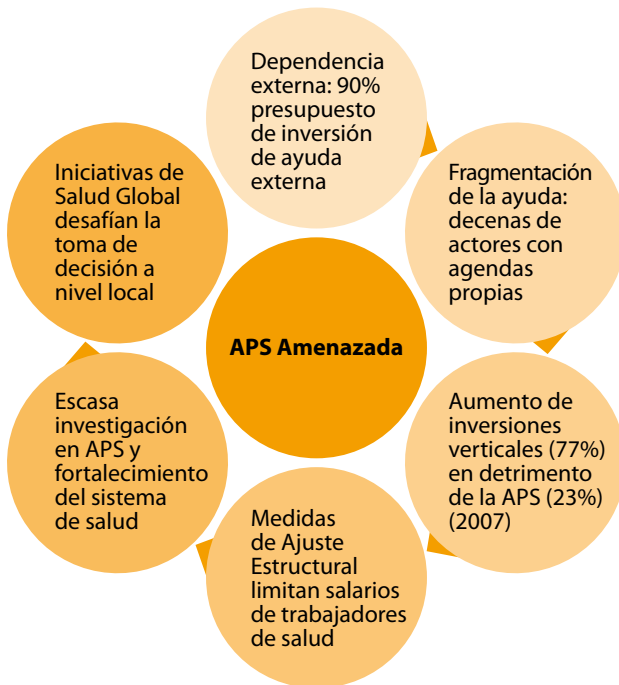 Dependencia
externa: 90%
presupuesto
de inversión
de ayuda
externa
Fragmentación
de la ayuda:
decenas de
actores con
agendas
propias
Aumento de
inversiones
verticales (77%)
en detrimento
de la APS (23%)
(2007)
Medidas
de Ajuste
Estructural
limitan salarios
de trabajadores
de salud
Escasa
investigación
en APS y
fortalecimiento
del sistema
de salud
Iniciativas de
Salud Global
desafían la
toma de
decisión a
nivel local
APS Amenazada